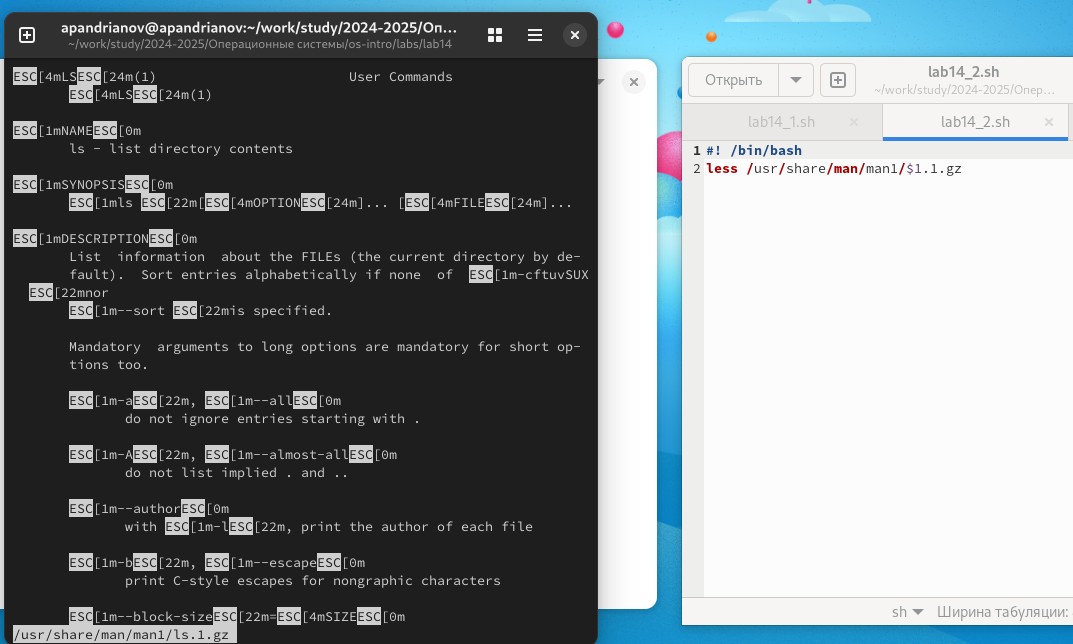 apandrianov@apandrianov:~/work/study/2024-2025/Оп...
~/work/study/2024-2025/Операционные системы/os-intro/labs/lab14
ESC[4mLSESC[24m(1)                        User Commands
       ESC[4mLSESC[24m(1)
ESC[1mNAMEESC[0m
       ls - list directory contents
ESC[1mSYNOPSISESC[0m
       ESC[1mls ESC[22m[ESC[4mOPTIONESC[24m]... [ESC[4mFILEESC[24m]...
ESC[1mDESCRIPTIONESC[0m
       List  information  about the FILEs (the current directory by de-
       fault).  Sort entries alphabetically if none  of  ESC[1m-cftuvSUX
  ESC[22mnor
       ESC[1m--sort ESC[22mis specified.
       Mandatory  arguments to long options are mandatory for short op-
       tions too.
       ESC[1m-aESC[22m, ESC[1m--allESC[0m
              do not ignore entries starting with .
       ESC[1m-AESC[22m, ESC[1m--almost-allESC[0m
              do not list implied . and ..
       ESC[1m--authorESC[0m
              with ESC[1m-lESC[22m, print the author of each file
       ESC[1m-bESC[22m, ESC[1m--escapeESC[0m
              print C-style escapes for nongraphic characters
       ESC[1m--block-sizeESC[22m=ESC[4mSIZEESC[0m
/usr/share/man/man1/ls.1.gz
Открыть
lab14_2.sh
~/work/study/2024-2025/Опер...
lab14_1.sh
lab14_2.sh
1 #! /bin/bash
2 less /usr/share/man/man1/$1.1.gz
sh
Ширина табуляции: